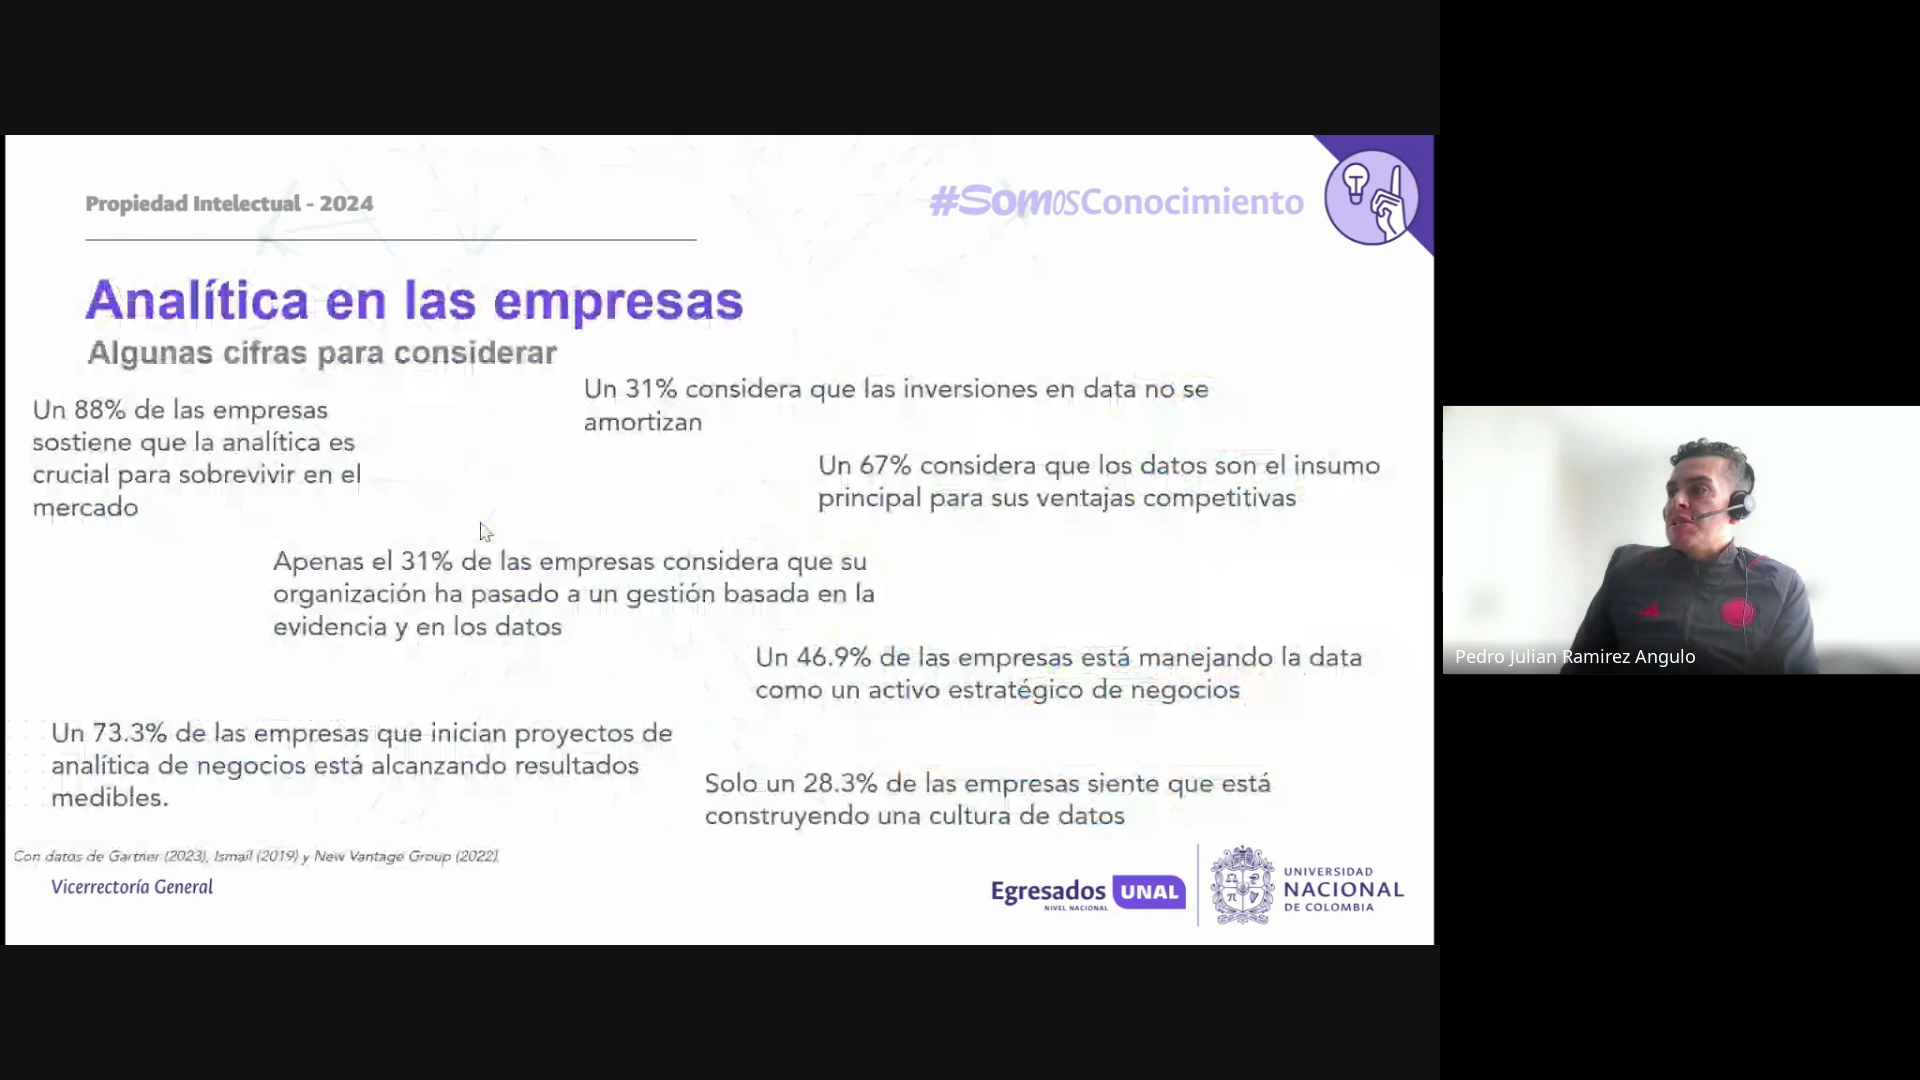 Propiedad Intelectual - 2024
#SomosConocimiento
Analítica en las empresas
Algunas cifras para considerar
Un 88% de las empresas
sostiene que la analítica es
crucial para sobrevivir en el
mercado
Un 31% considera que las inversiones en data no se
amortizan
Un 67% considera que los datos son el insumo
principal para sus ventajas competitivas
Apenas el 31% de las empresas considera que su
organización ha pasado a un gestión basada en la
evidencia y en los datos
Un 46.9% de las empresas está manejando la data
como un activo estratégico de negocios
Un 73.3% de las empresas que inician proyectos de
analítica de negocios está alcanzando resultados
medibles.
Solo un 28.3% de las empresas siente que está
construyendo una cultura de datos
Con datos de Gartner (2023), Ismail (2019) y New Vantage Group (2022)
Vicerrectoría General
Egresados UNAL
NIVEL NACIONAL
UNIVERSIDAD
NACIONAL
DE COLOMBIA
Pedro Julian Ramirez Angulo